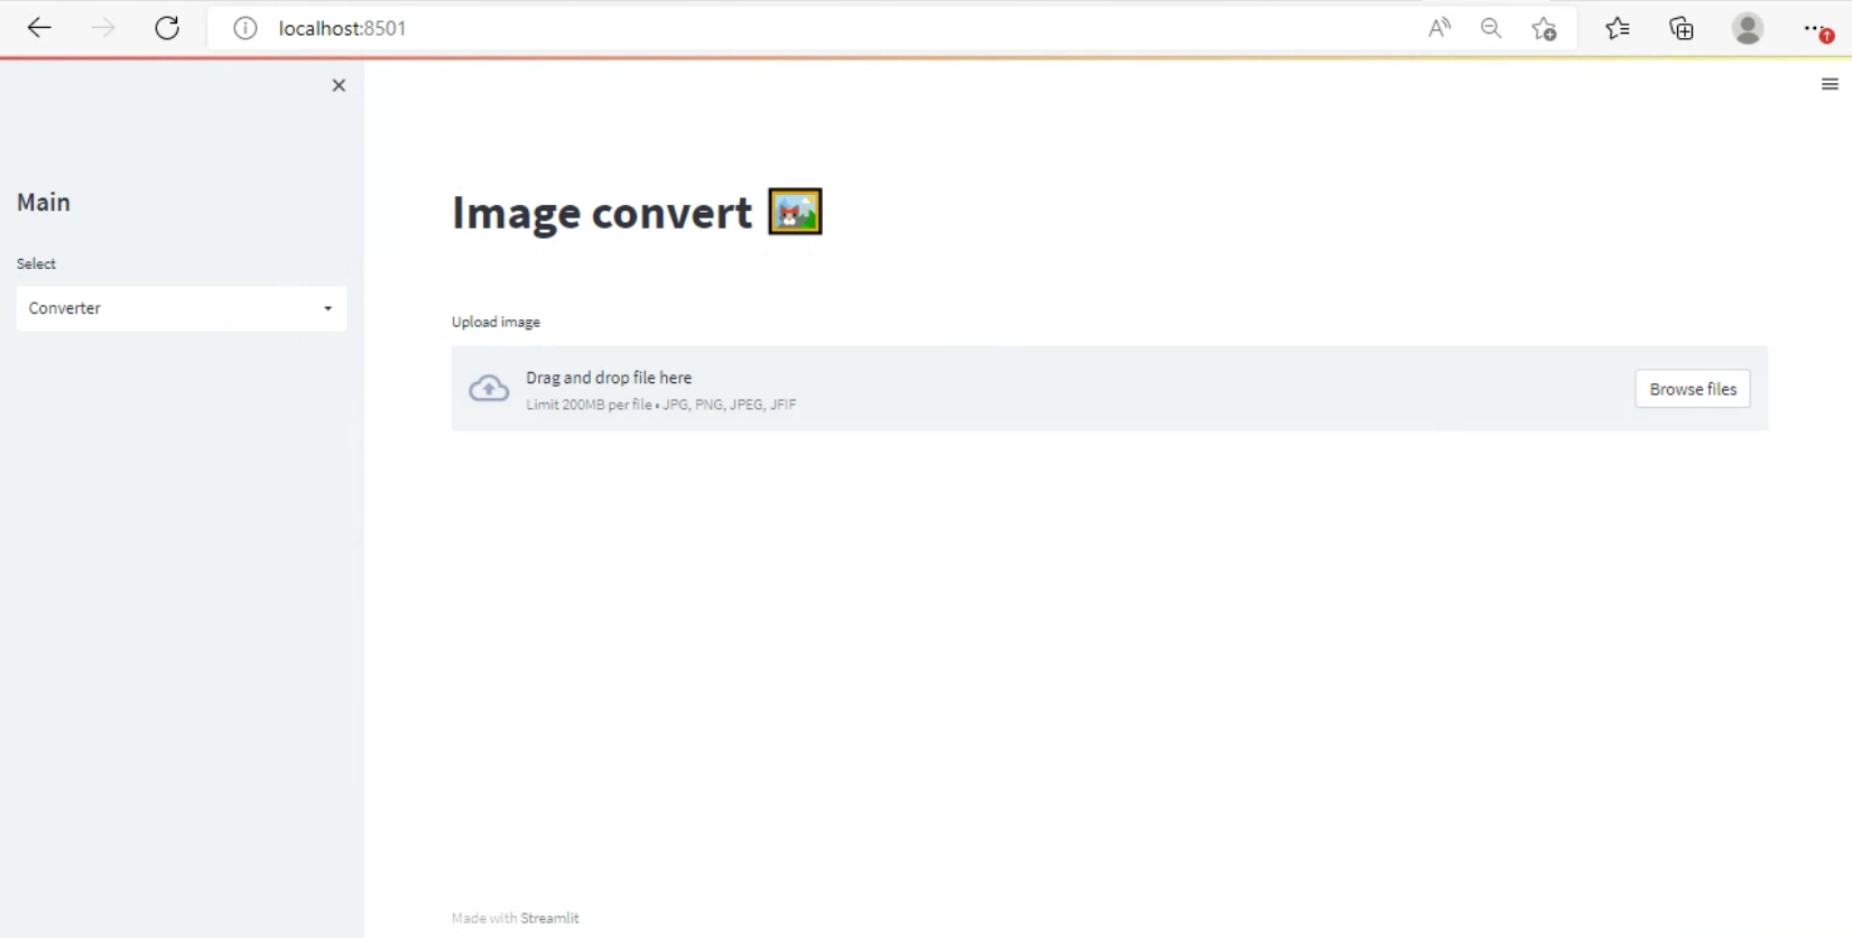 localhost:8501
Main
Select
Converter
Image convert
Upload image
Drag and drop file here
Limit 200MB per file • JPG, PNG, JPEG, JFIF
Browse files
Made with Streamlit